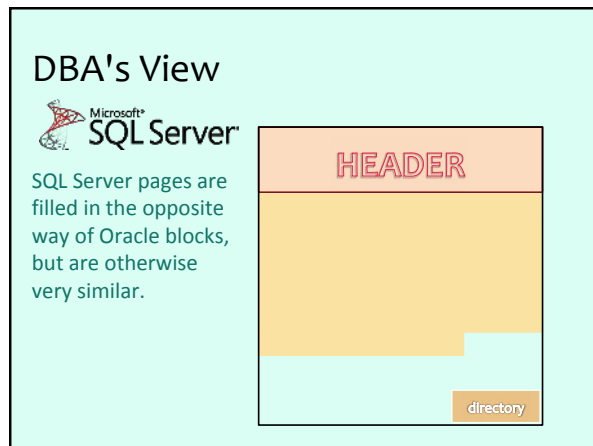 DBA's View
Microsoft®
SQL Server®
SQL Server pages are
filled in the opposite
way of Oracle blocks,
but are otherwise
very similar.
HEADER
directory